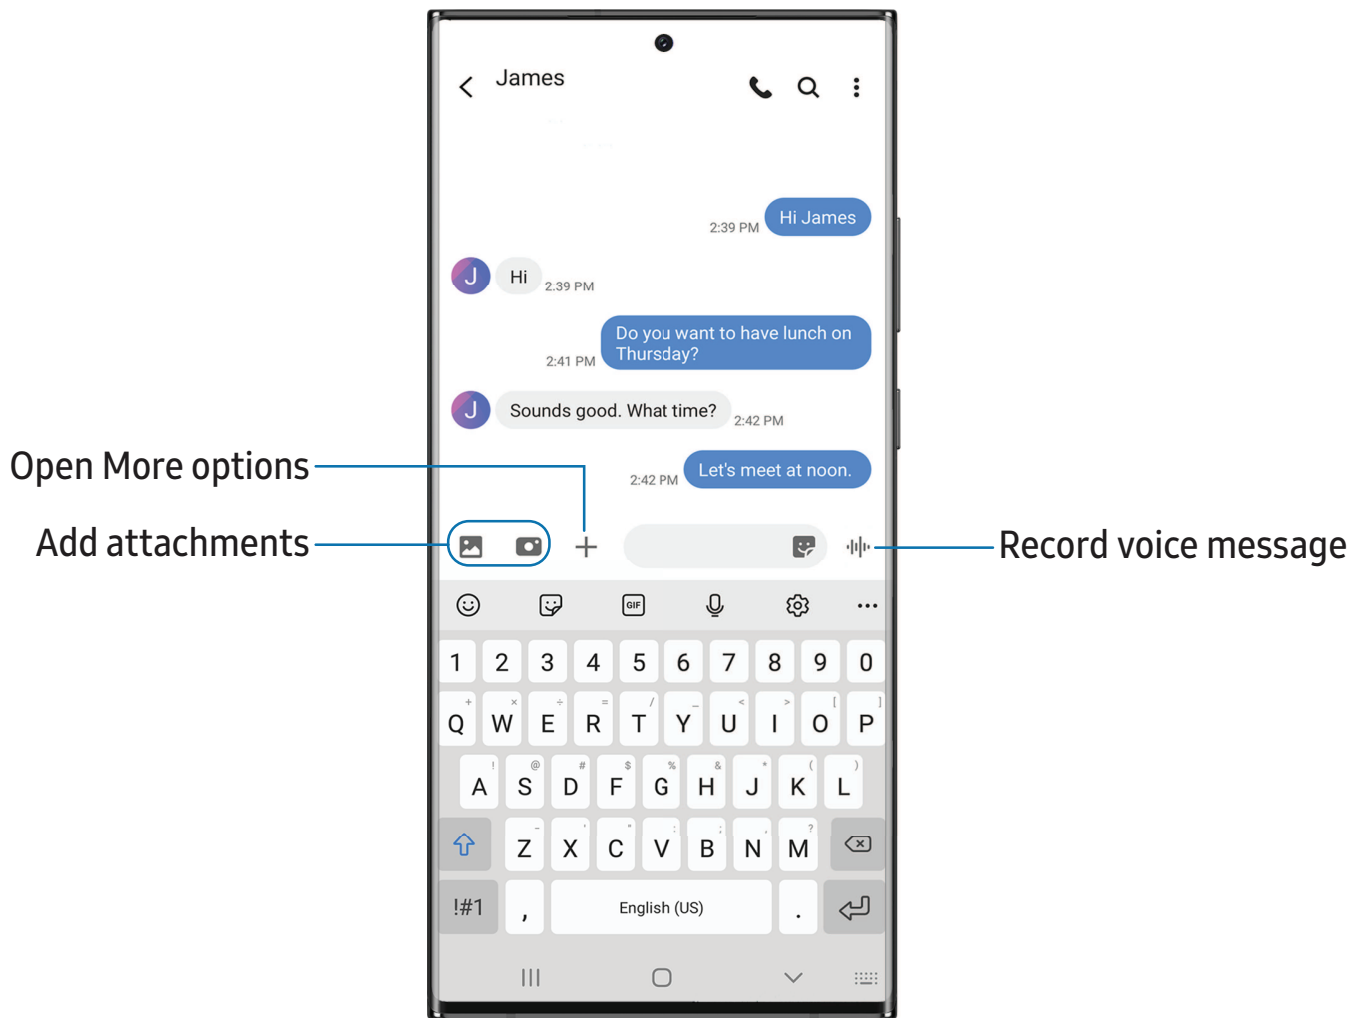 James
2:39 PM Hi James
J Hi 2:39 PM
Do you want to have lunch on
2:41 PM Thursday?
J Sounds good. What time? 2:42 PM
Open More options
2:42 PM Let's meet at noon.
Add attachments
Record voice message
GIF
1 2 3 4 5 6 7 8 9 0
+ × ÷ = / _ < > [ ]
Q W E R T Y U I O P
! @ # $ % & * ( )
A S D F G H J K L
- ' " : ; , ?
Z X C V B N M
!#1 , English (US) .